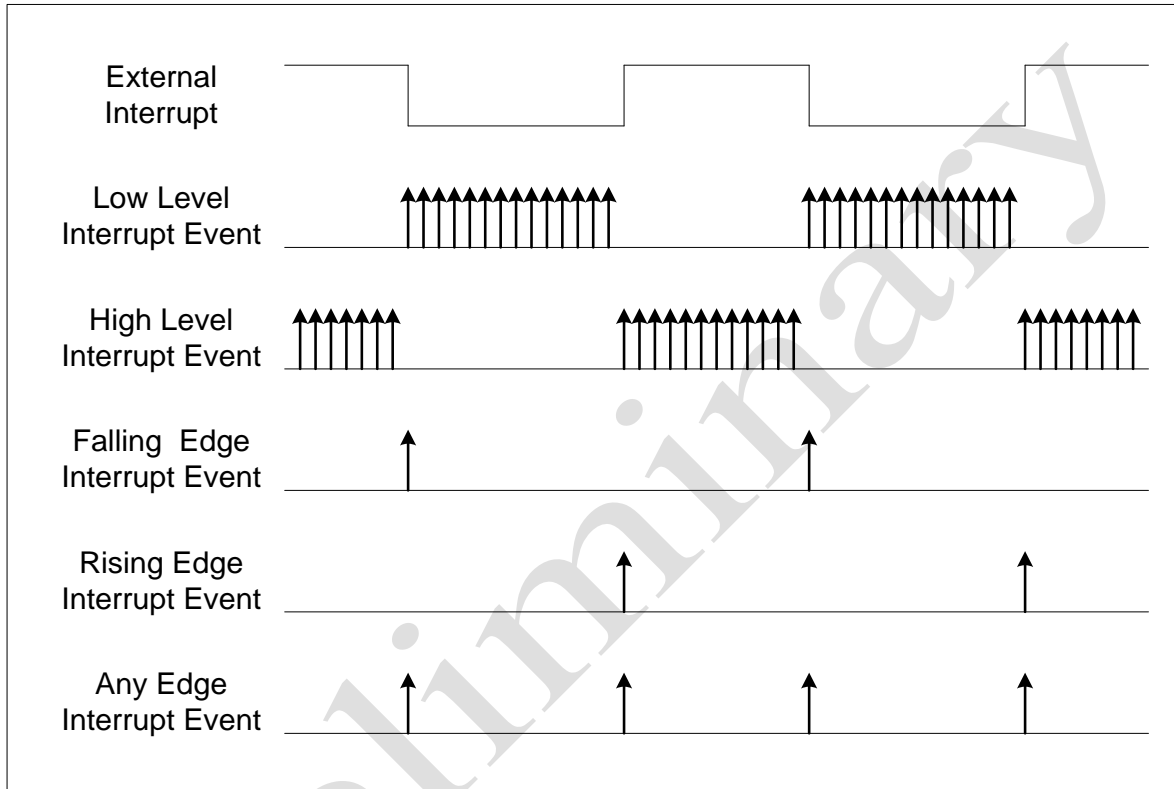 External
Interrupt
Low Level
Interrupt Event
High Level
Interrupt Event
Falling Edge
Interrupt Event
Rising Edge
Interrupt Event
Any Edge
Interrupt Event
eliminary